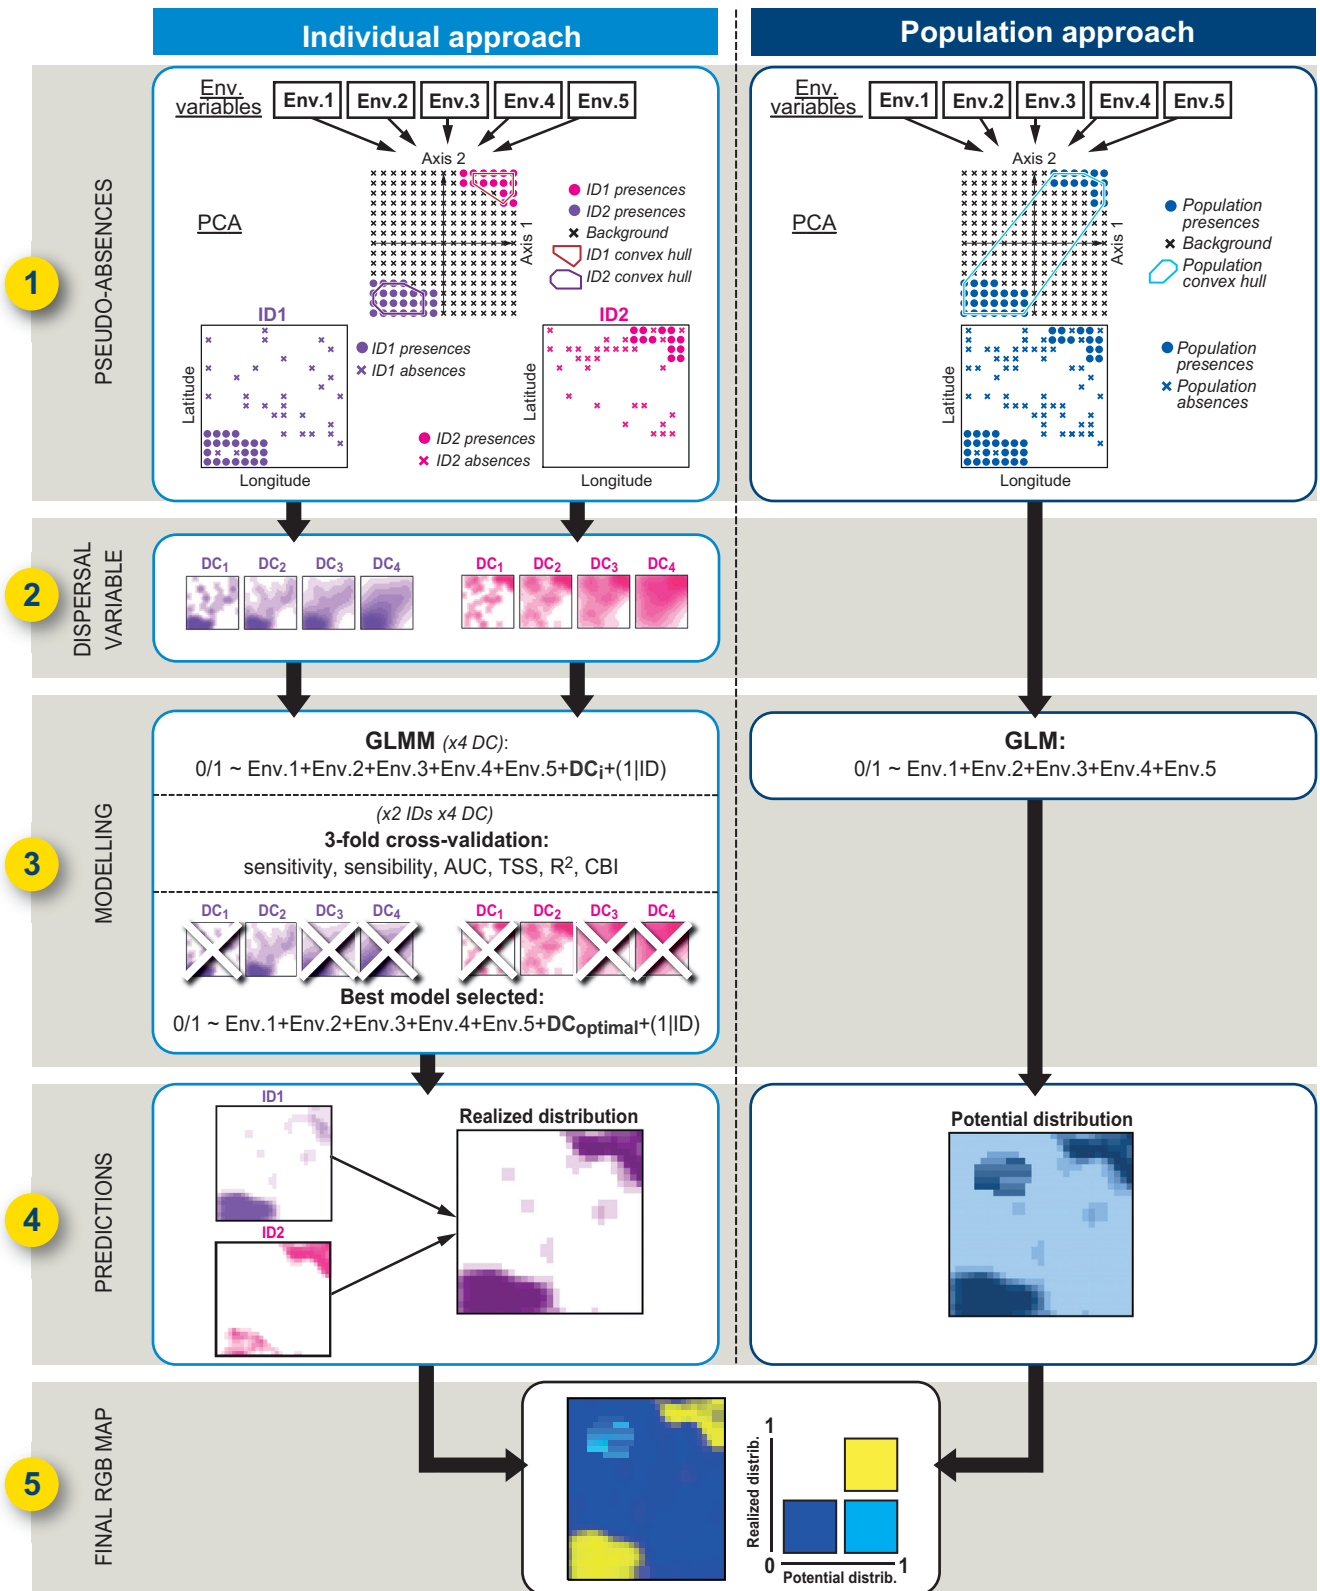 Individual approach
Population approach
1
PSEUDO-ABSENCES
Env. variables
Env.1 Env.2 Env.3 Env.4 Env.5
Axis 2
Axis 1
PCA
ID1 presences
ID2 presences
Background
ID1 convex hull
ID2 convex hull
ID1
Latitude
Longitude
ID1 presences
ID1 absences
ID2
Latitude
Longitude
ID2 presences
ID2 absences
Env. variables
Env.1 Env.2 Env.3 Env.4 Env.5
Axis 2
Axis 1
PCA
Population presences
Background
Population convex hull
Latitude
Longitude
Population presences
Population absences
2
DISPERSAL VARIABLE
DC1 DC2 DC3 DC4
DC1 DC2 DC3 DC4
3
MODELLING
GLMM (x4 DC):
0/1 ~ Env.1+Env.2+Env.3+Env.4+Env.5+DCi+(1|ID)
(x2 IDs x4 DC)
3-fold cross-validation:
sensitivity, sensibility, AUC, TSS, R², CBI
DC1 DC2 DC3 DC4
DC1 DC2 DC3 DC4
Best model selected:
0/1 ~ Env.1+Env.2+Env.3+Env.4+Env.5+DCoptimal+(1|ID)
GLM:
0/1 ~ Env.1+Env.2+Env.3+Env.4+Env.5
4
PREDICTIONS
ID1
ID2
Realized distribution
Potential distribution
5
FINAL RGB MAP
1
Realized distrib.
0
1
Potential distrib.